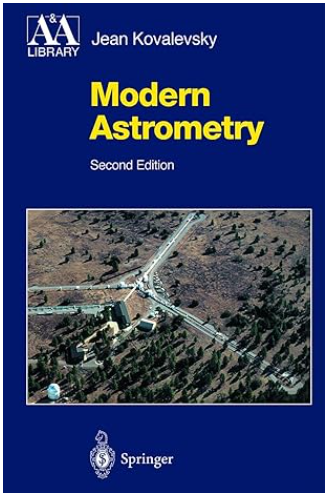 A&A
LIBRARY
Jean Kovalevsky
Modern
Astrometry
Second Edition
Springer